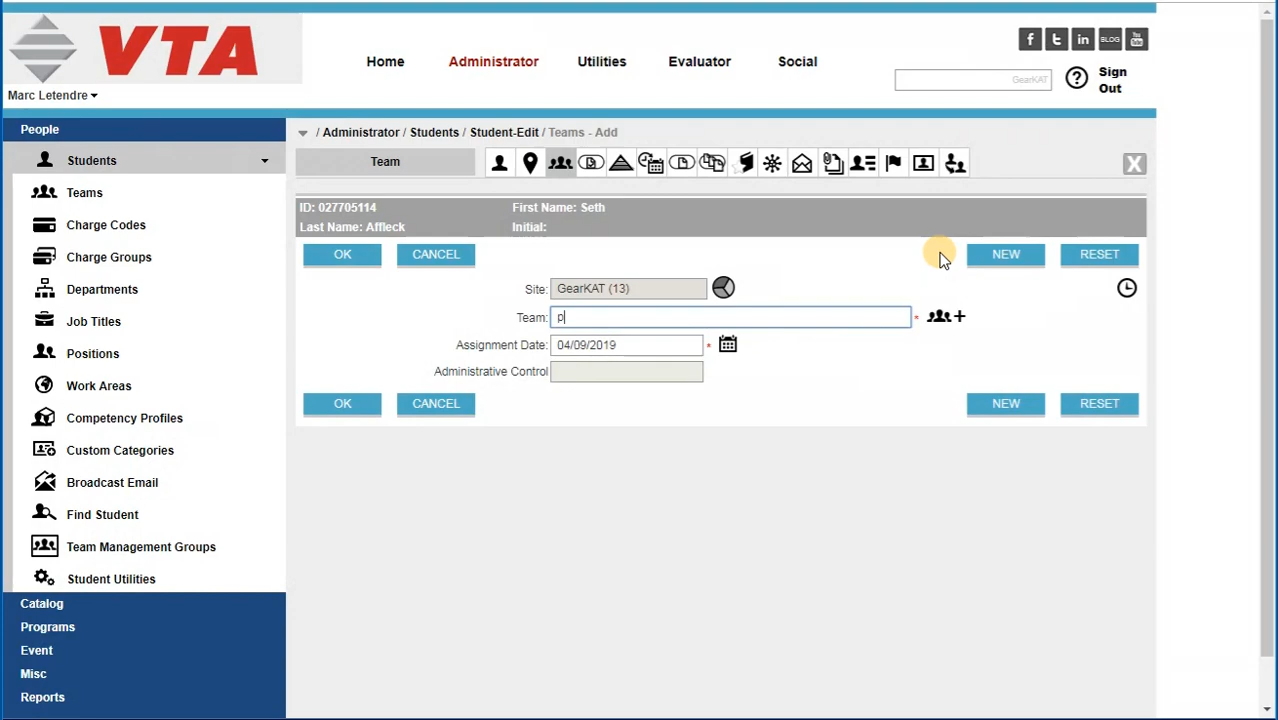 VTA
Marc Letendre
Home
Administrator
Utilities
Evaluator
Social
f
t
in
BLOG
You
Tube
GearKAT
?
Sign
Out
People
Students
Teams
Charge Codes
Charge Groups
Departments
Job Titles
Positions
Work Areas
Competency Profiles
Custom Categories
Broadcast Email
Find Student
Team Management Groups
Student Utilities
Catalog
Programs
Event
Misc
Reports
/ Administrator / Students / Student-Edit / Teams - Add
Team
X
ID: 027705114
First Name: Seth
Last Name: Affleck
Initial:
OK
CANCEL
NEW
RESET
Site: GearKAT (13)
Team: p *
Assignment Date: 04/09/2019 *
Administrative Control
OK
CANCEL
NEW
RESET